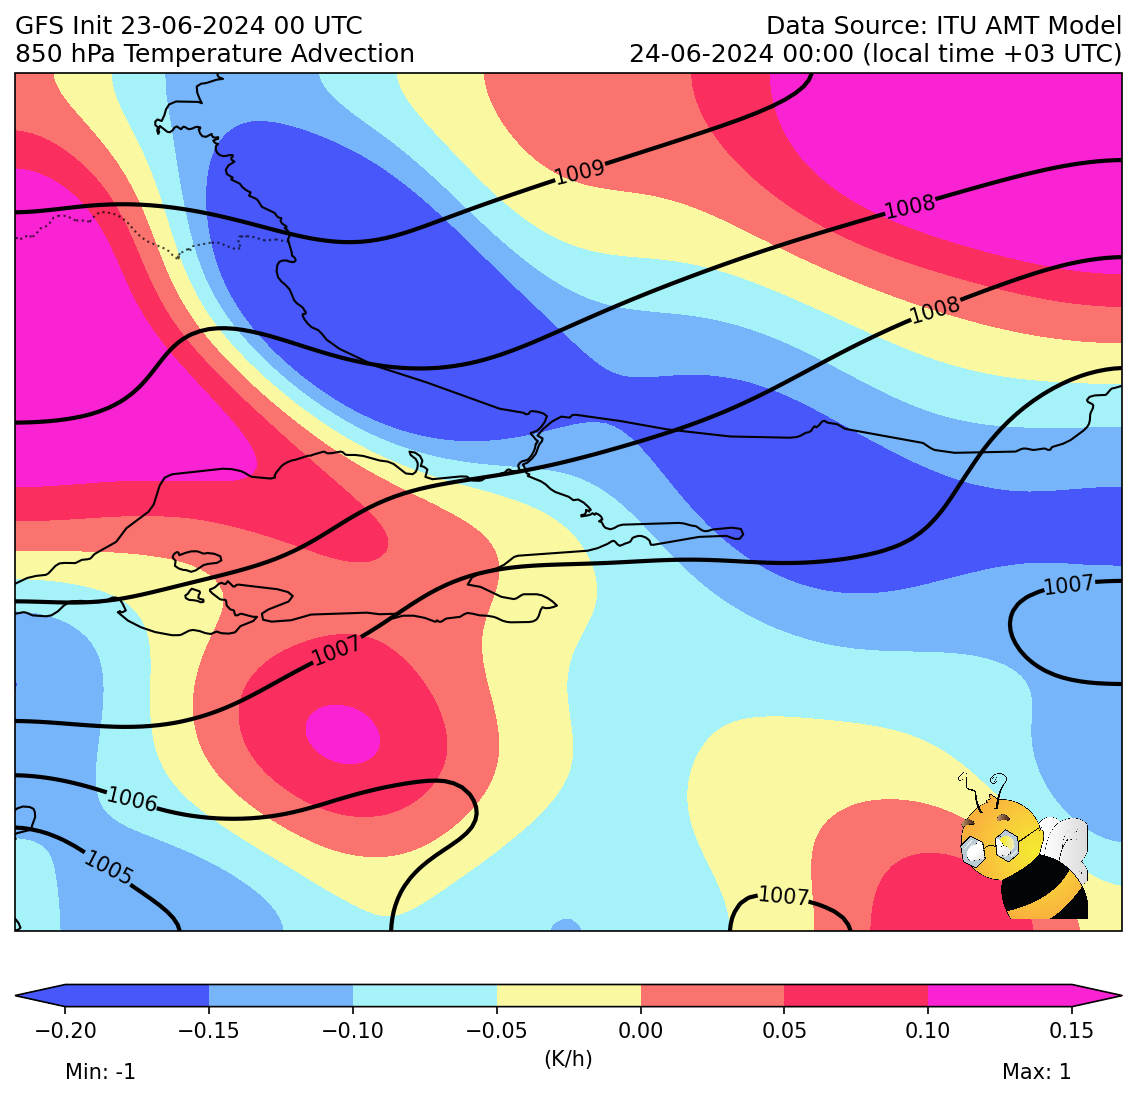 GFS Init 23-06-2024 00 UTC
850 hPa Temperature Advection
Data Source: ITU AMT Model
24-06-2024 00:00 (local time +03 UTC)
1009
1008
1008
1007
1007
1006
1005
1007
−0.20 −0.15 −0.10 −0.05 0.00 0.05 0.10 0.15
(K/h)
Min: -1
Max: 1